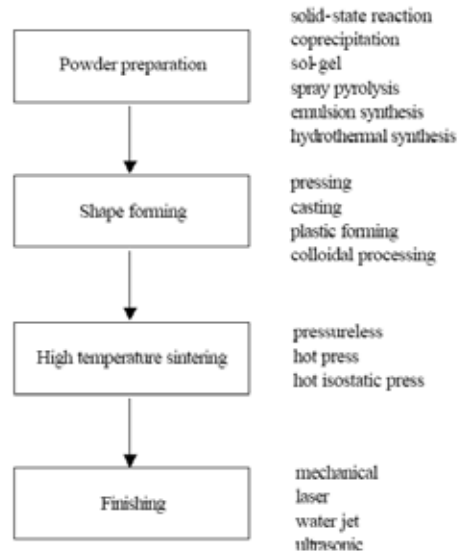 Powder preparation
solid-state reaction
coprecipitation
sol-gel
spray pyrolysis
emulsion synthesis
hydrothermal synthesis
Shape forming
pressing
casting
plastic forming
colloidal processing
High temperature sintering
pressureless
hot press
hot isostatic press
Finishing
mechanical
laser
water jet
ultrasonic